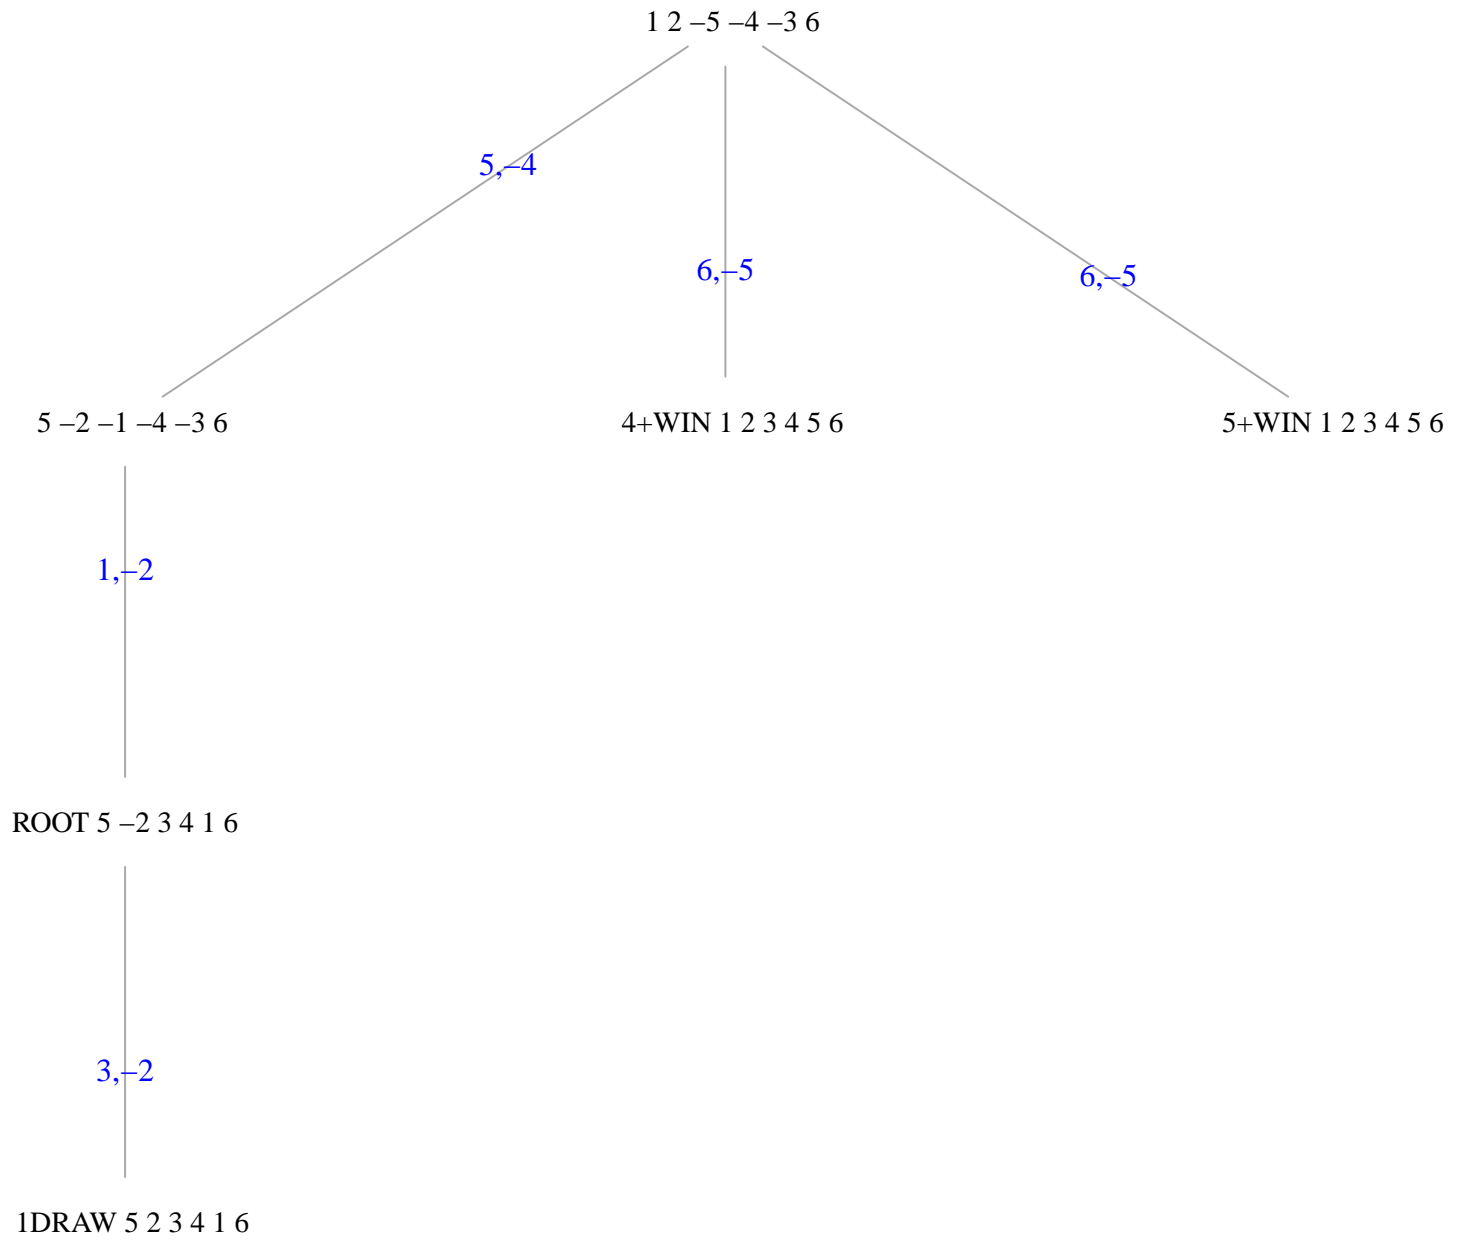 1 2 –5 –4 –3 6
5,–4
6,–5
6,–5
5 –2 –1 –4 –3 6
4+WIN 1 2 3 4 5 6
5+WIN 1 2 3 4 5 6
1,–2
ROOT 5 –2 3 4 1 6
3,–2
1DRAW 5 2 3 4 1 6